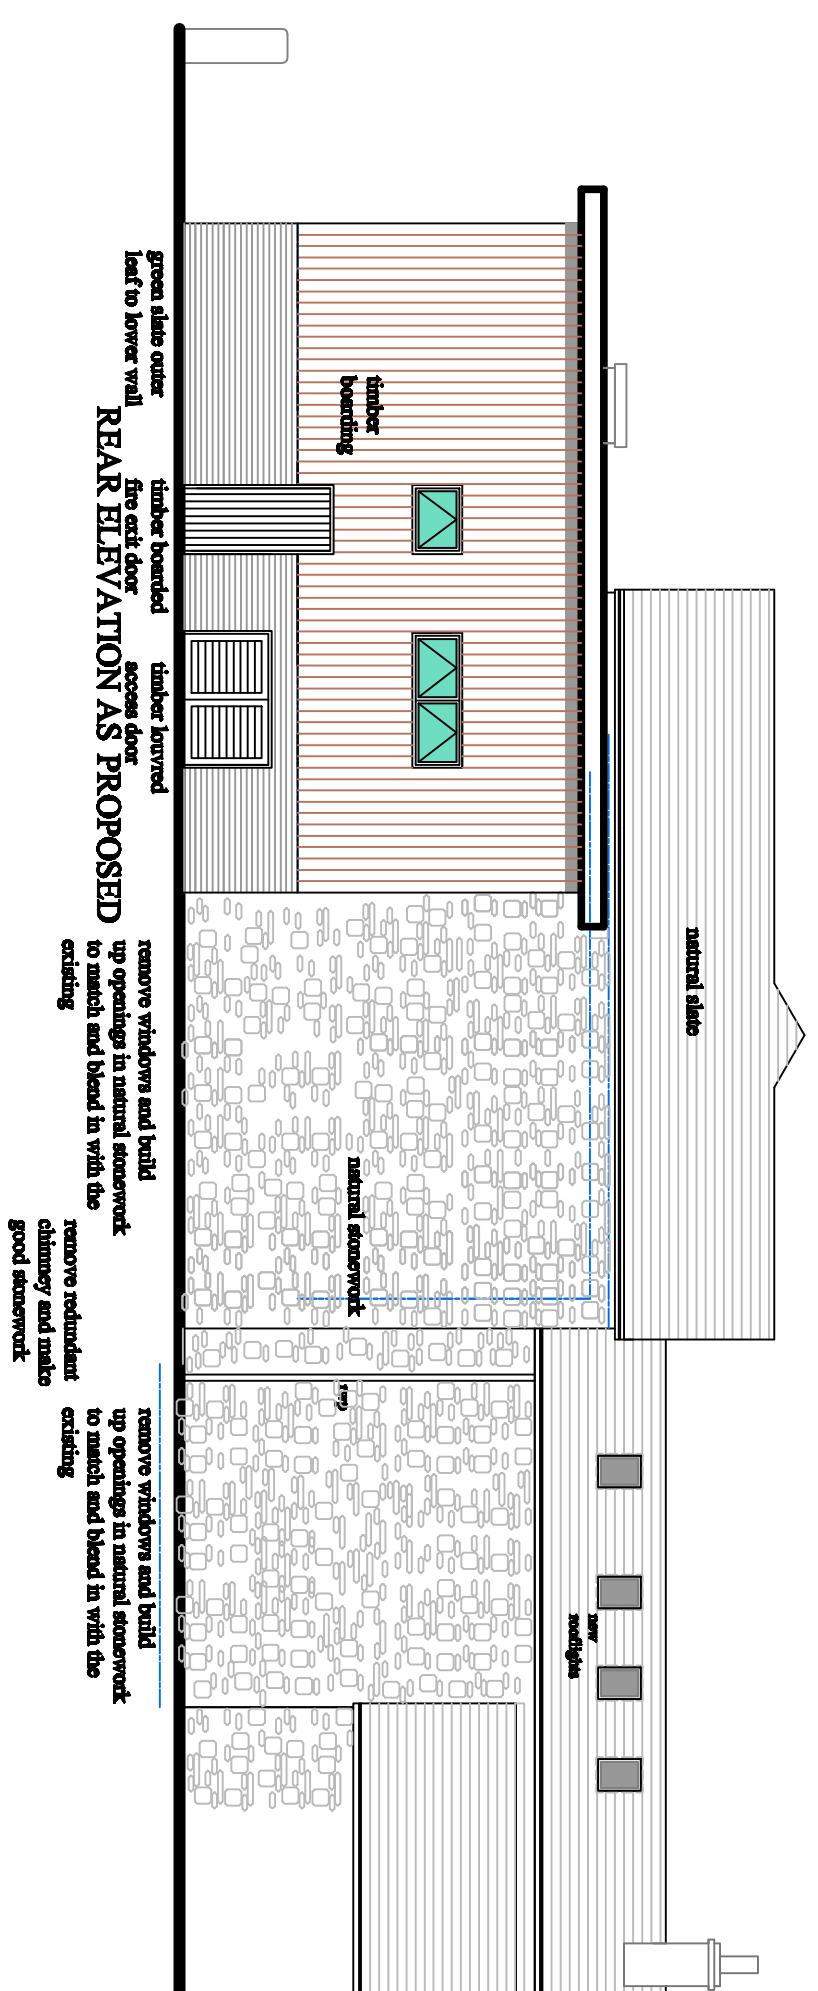 timber
boarding
natural slate
natural stonework
new
rooflights
green slate outer
leaf to lower wall
timber boarded
fire exit door
timber louvred
access door
REAR ELEVATION AS PROPOSED
remove windows and build
up openings in natural stonework
to match and blend in with the
existing
remove redundant
chimney and make
good stonework
remove windows and build
up openings in natural stonework
to match and blend in with the
existing